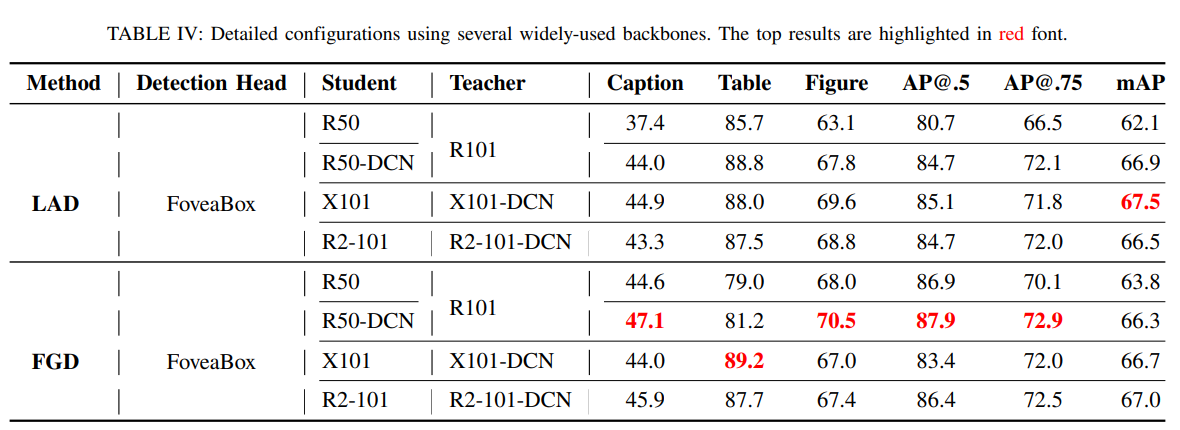 TABLE IV: Detailed configurations using several widely-used backbones. The top results are highlighted in red font.
Method Detection Head Student Teacher Caption Table Figure AP@.5 AP@.75 mAP
LAD FoveaBox R50 R101 37.4 85.7 63.1 80.7 66.5 62.1
R50-DCN 44.0 88.8 67.8 84.7 72.1 66.9
X101 X101-DCN 44.9 88.0 69.6 85.1 71.8 67.5
R2-101 R2-101-DCN 43.3 87.5 68.8 84.7 72.0 66.5
FGD FoveaBox R50 R101 44.6 79.0 68.0 86.9 70.1 63.8
R50-DCN 47.1 81.2 70.5 87.9 72.9 66.3
X101 X101-DCN 44.0 89.2 67.0 83.4 72.0 66.7
R2-101 R2-101-DCN 45.9 87.7 67.4 86.4 72.5 67.0